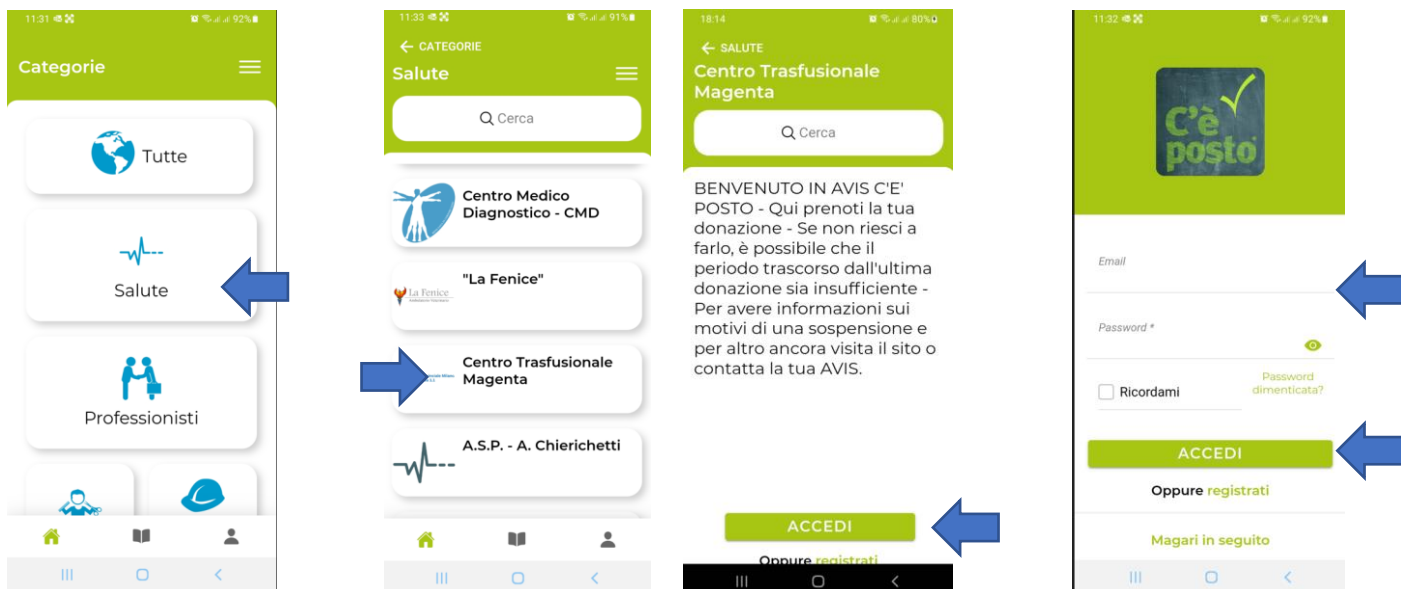 11:31
92%
Categorie
Tutte
Salute
Professionisti
11:33
91%
← CATEGORIE
Salute
Cerca
Centro Medico
Diagnostico - CMD
"La Fenice"
La Fenice
Centro Trasfusionale
Magenta
A.S.P. - A. Chierichetti
18:14
80%
← SALUTE
Centro Trasfusionale
Magenta
Cerca
BENVENUTO IN AVIS C'E'
POSTO - Qui prenoti la tua
donazione - Se non riesci a
farlo, è possibile che il
periodo trascorso dall'ultima
donazione sia insufficiente -
Per avere informazioni sui
motivi di una sospensione e
per altro ancora visita il sito o
contatta la tua AVIS.
ACCEDI
Oppure registrati
11:32
92%
C'è
posto
Email
Password *
Ricordami
Password
dimenticata?
ACCEDI
Oppure registrati
Magari in seguito